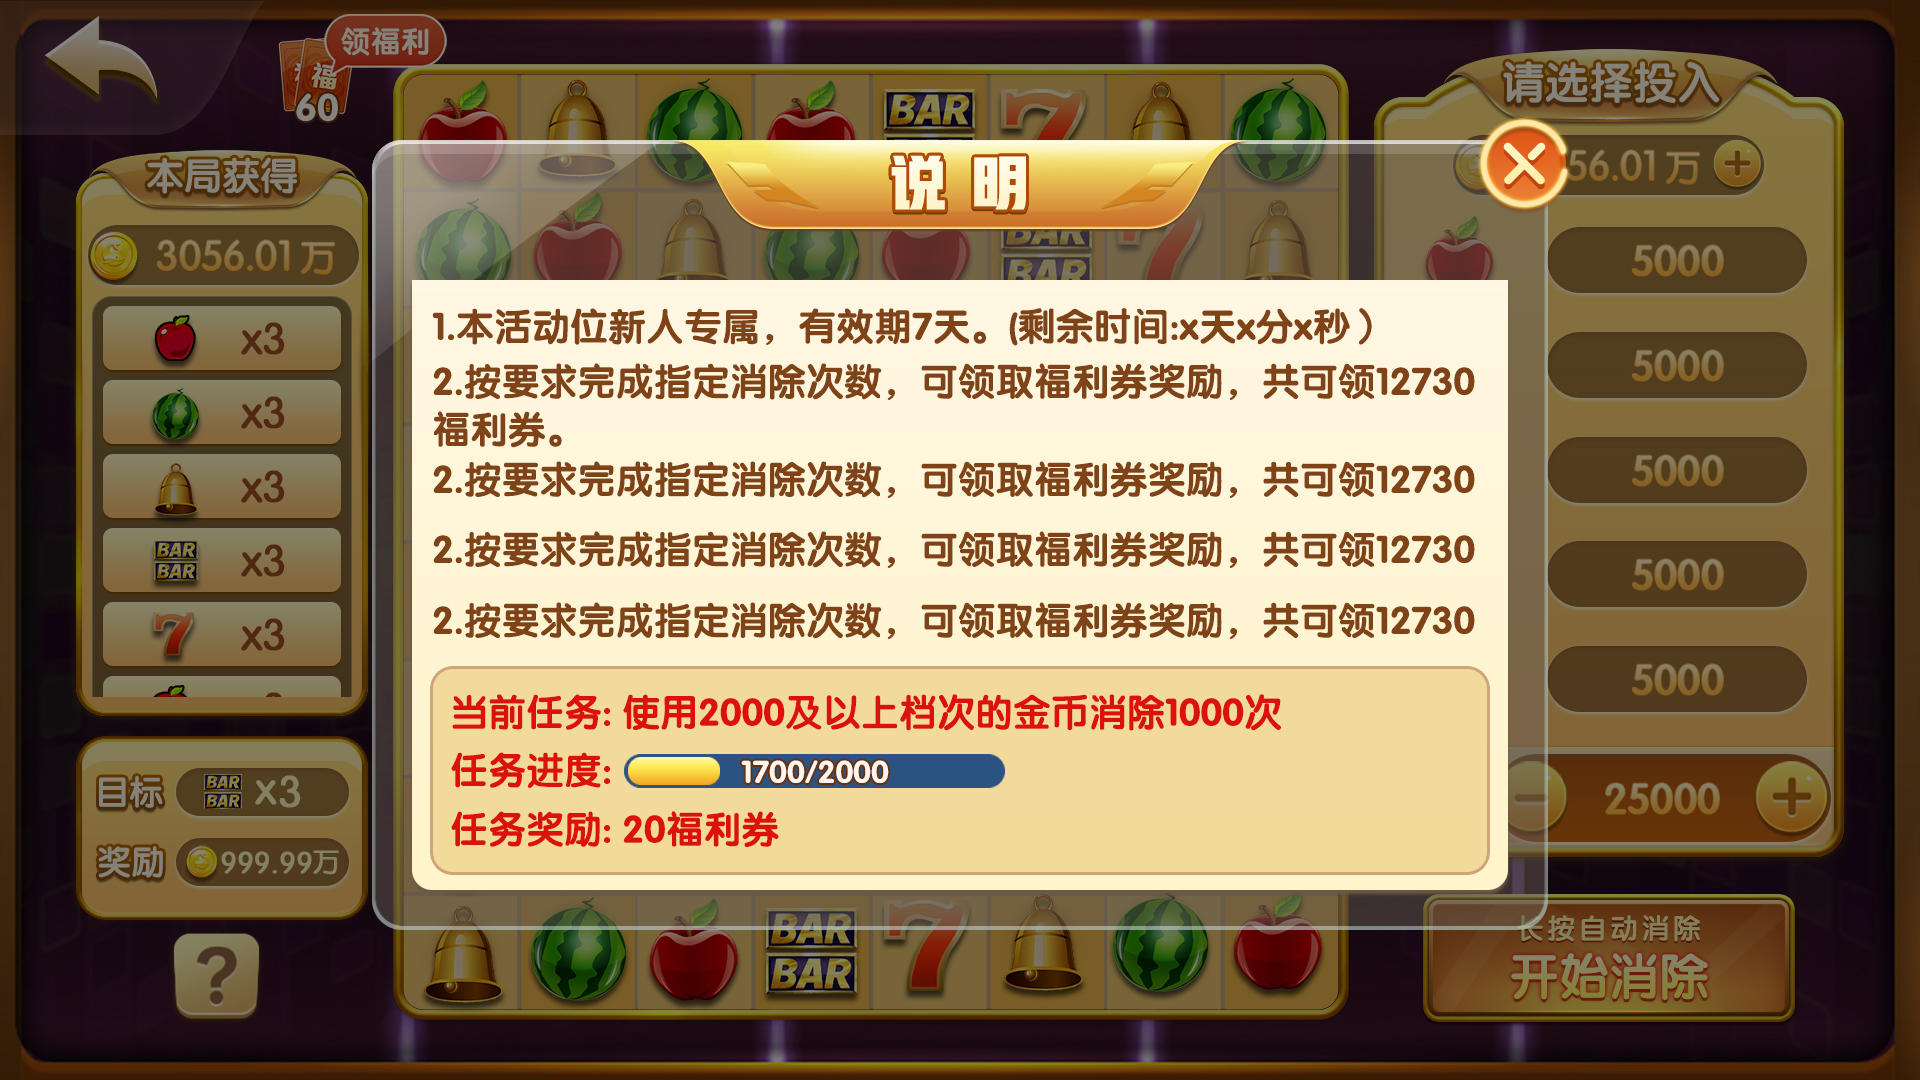 领福利
福
60
本局获得
3056.01万
x3
x3
x3
BAR
BAR
x3
7
x3
目标
BAR
BAR
x3
奖励
999.99万
?
BAR
7
BAR
BAR
7
说明
1.本活动位新人专属，有效期7天。(剩余时间:x天x分x秒）
2.按要求完成指定消除次数，可领取福利券奖励，共可领12730
福利券。
2.按要求完成指定消除次数，可领取福利券奖励，共可领12730
2.按要求完成指定消除次数，可领取福利券奖励，共可领12730
2.按要求完成指定消除次数，可领取福利券奖励，共可领12730
当前任务: 使用2000及以上档次的金币消除1000次
任务进度: 1700/2000
任务奖励: 20福利券
BAR
BAR
7
请选择投入
56.01万
5000
5000
5000
5000
5000
25000
长按自动消除
开始消除